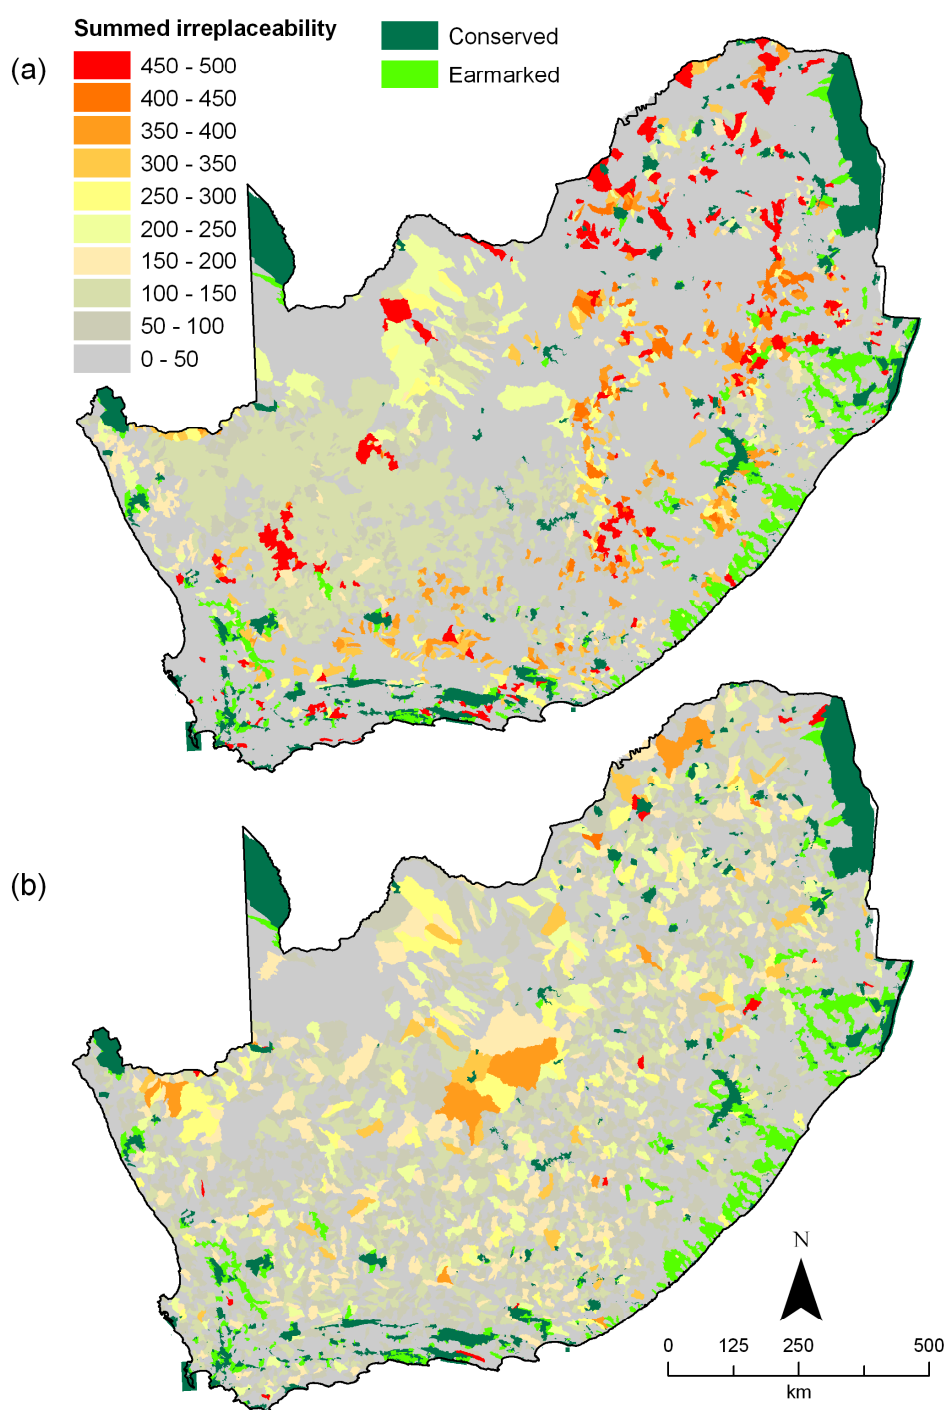 Summed irreplaceability
450 - 500
400 - 450
350 - 400
300 - 350
250 - 300
200 - 250
150 - 200
100 - 150
50 - 100
0 - 50
Conserved
Earmarked
(a)
(b)
N
0 125 250 500
km